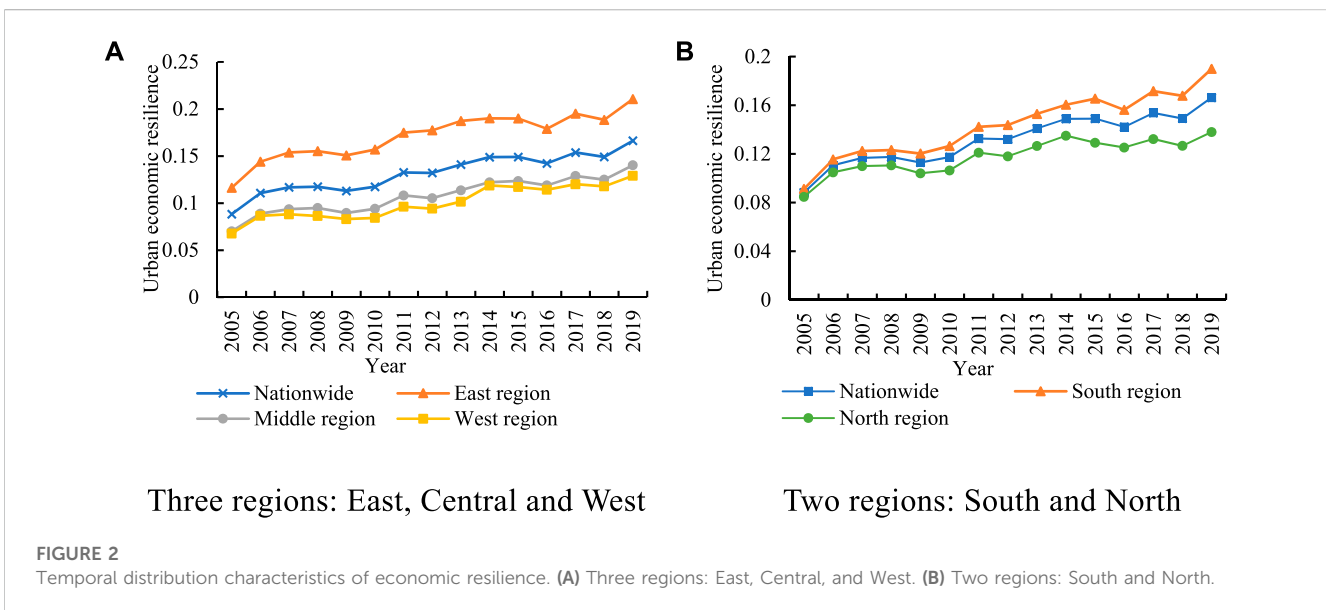 A
Urban economic resilience
0.25
0.2
0.15
0.1
0.05
0
2005 2006 2007 2008 2009 2010 2011 2012 2013 2014 2015 2016 2017 2018 2019
Year
Nationwide East region
Middle region West region
Three regions: East, Central and West
B
Urban economic resilience
0.2
0.16
0.12
0.08
0.04
0
2005 2006 2007 2008 2009 2010 2011 2012 2013 2014 2015 2016 2017 2018 2019
Year
Nationwide South region
North region
Two regions: South and North
FIGURE 2
Temporal distribution characteristics of economic resilience. (A) Three regions: East, Central, and West. (B) Two regions: South and North.